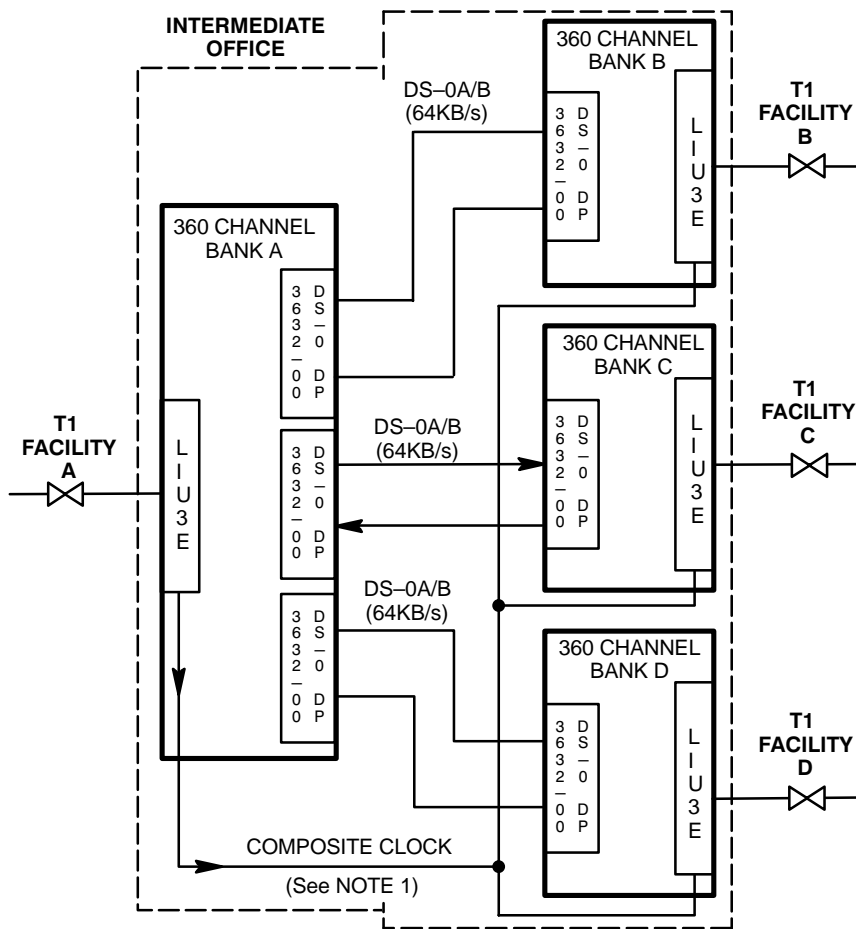 INTERMEDIATE
OFFICE
360 CHANNEL
BANK B
DS–0A/B
(64KB/s)
3632–00
DS–0 DP
LIU3E
T1
FACILITY
B
360 CHANNEL
BANK A
3632–00
DS–0 DP
360 CHANNEL
BANK C
DS–0A/B
(64KB/s)
3632–00
DS–0 DP
3632–00
DS–0 DP
LIU3E
T1
FACILITY
C
T1
FACILITY
A
LIU3E
DS–0A/B
(64KB/s)
3632–00
DS–0 DP
360 CHANNEL
BANK D
3632–00
DS–0 DP
LIU3E
T1
FACILITY
D
COMPOSITE CLOCK
(See NOTE 1)